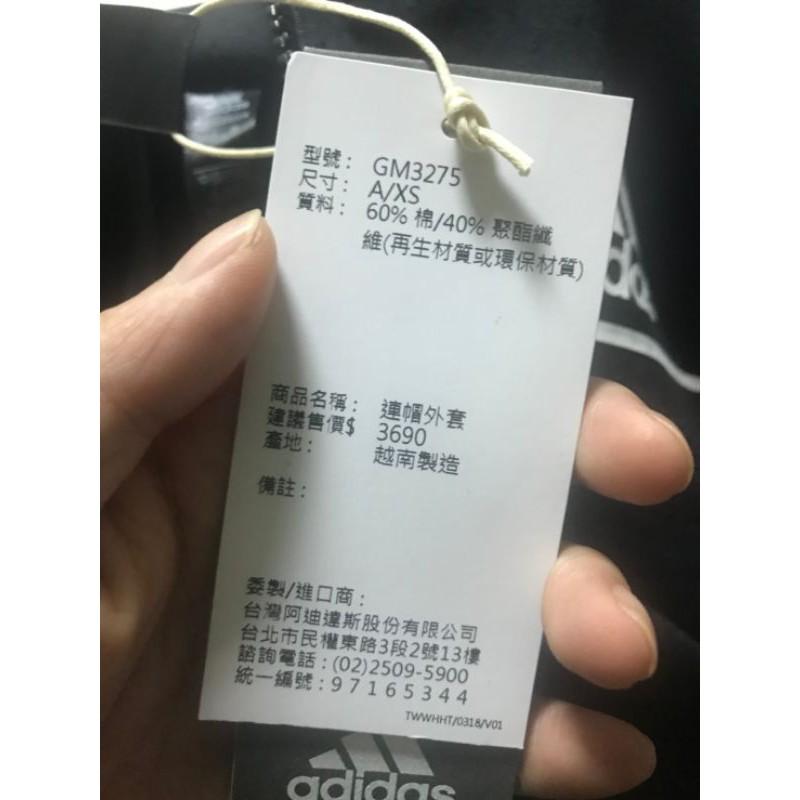 型號： GM3275
尺寸： A/XS
質料： 60% 棉/40% 聚酯纖
維(再生材質或環保材質)
商品名稱： 連帽外套
建議售價$ 3690
產地： 越南製造
備註：
委製/進口商：
台灣阿迪達斯股份有限公司
台北市民權東路3段2號13樓
諮詢電話：(02)2509-5900
統一編號：97165344
TWWHHT/0318/V01
adidas